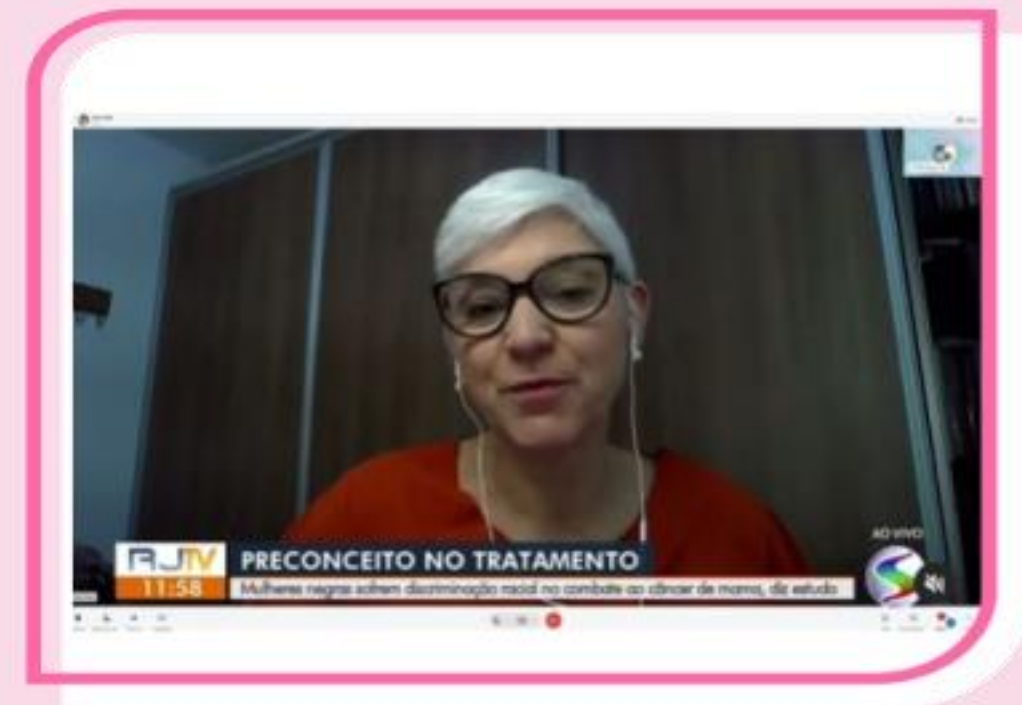 AO VIVO
RJTV
PRECONCEITO NO TRATAMENTO
11:58
Mulheres negras sofrem discriminação racial no combate ao câncer de mama, diz estudo